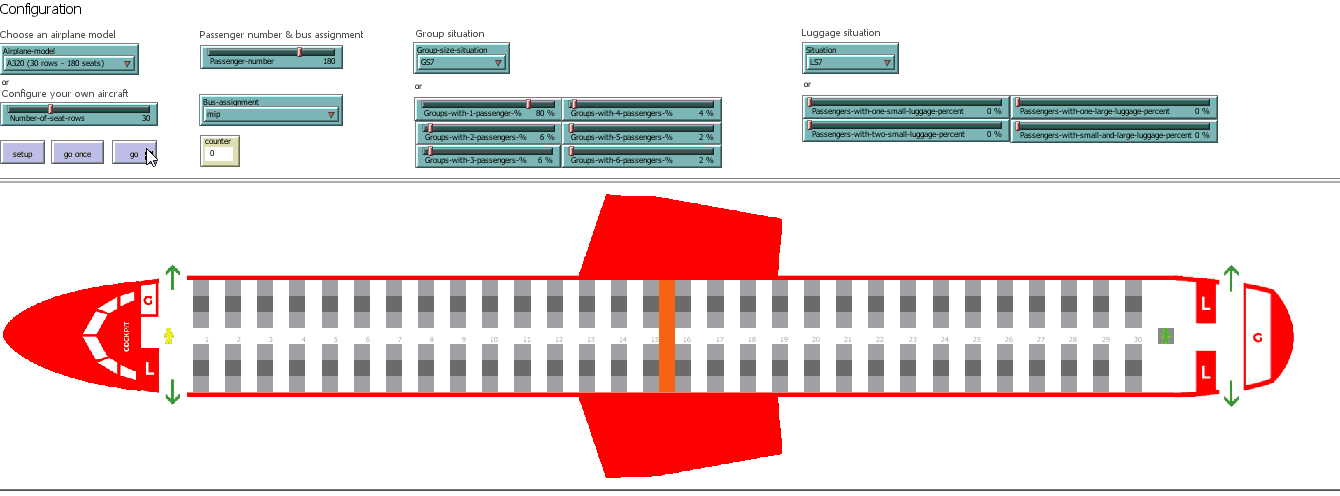 Configuration
Choose an airplane model
Airplane-model
A320 (30 rows - 180 seats)
or
Configure your own aircraft
Number-of-seat-rows 30
setup go once go
Passenger number & bus assignment
Passenger-number 180
Bus-assignment
mip
counter
0
Group situation
Group-size-situation
GS7
or
Groups-with-1-passenger-% 80 %
Groups-with-4-passengers-% 4 %
Groups-with-2-passengers-% 6 %
Groups-with-5-passengers-% 2 %
Groups-with-3-passengers-% 6 %
Groups-with-6-passengers-% 2 %
Luggage situation
Situation
LS7
or
Passengers-with-one-small-luggage-percent 0 %
Passengers-with-one-large-luggage-percent 0 %
Passengers-with-two-small-luggage-percent 0 %
Passengers-with-small-and-large-luggage-percent 0 %
G L
COCKPIT
1 2 3 4 5 6 7 8 9 10 11 12 13 14 15 16 17 18 19 20 21 22 23 24 25 26 27 28 29 30
L
L
G